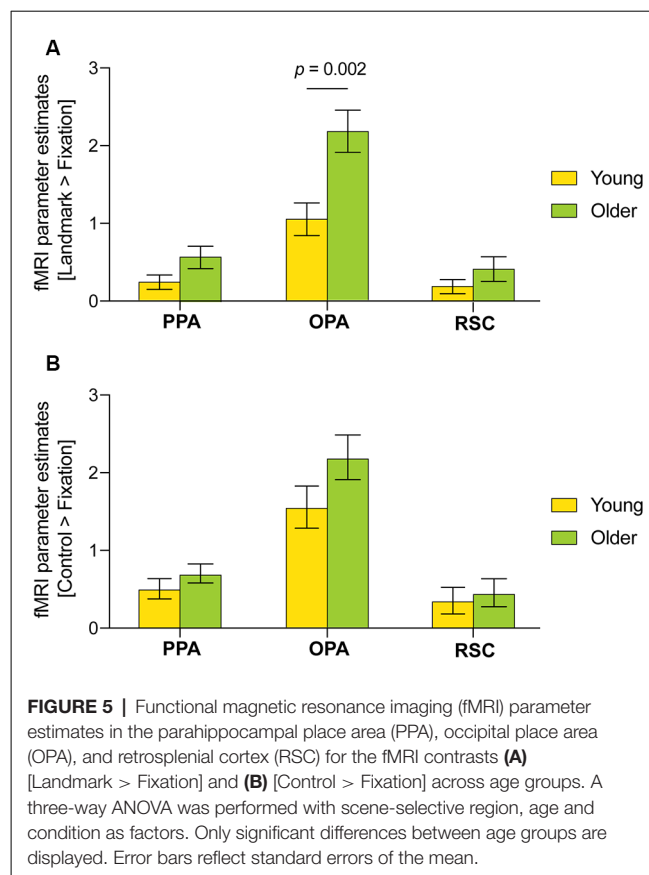 A
p = 0.002
fMRI parameter estimates
[Landmark > Fixation]
3
2
1
0
PPA
OPA
RSC
Young
Older
B
fMRI parameter estimates
[Control > Fixation]
3
2
1
0
PPA
OPA
RSC
Young
Older
FIGURE 5 | Functional magnetic resonance imaging (fMRI) parameter
estimates in the parahippocampal place area (PPA), occipital place area
(OPA), and retrosplenial cortex (RSC) for the fMRI contrasts (A)
[Landmark > Fixation] and (B) [Control > Fixation] across age groups. A
three-way ANOVA was performed with scene-selective region, age and
condition as factors. Only significant differences between age groups are
displayed. Error bars reflect standard errors of the mean.